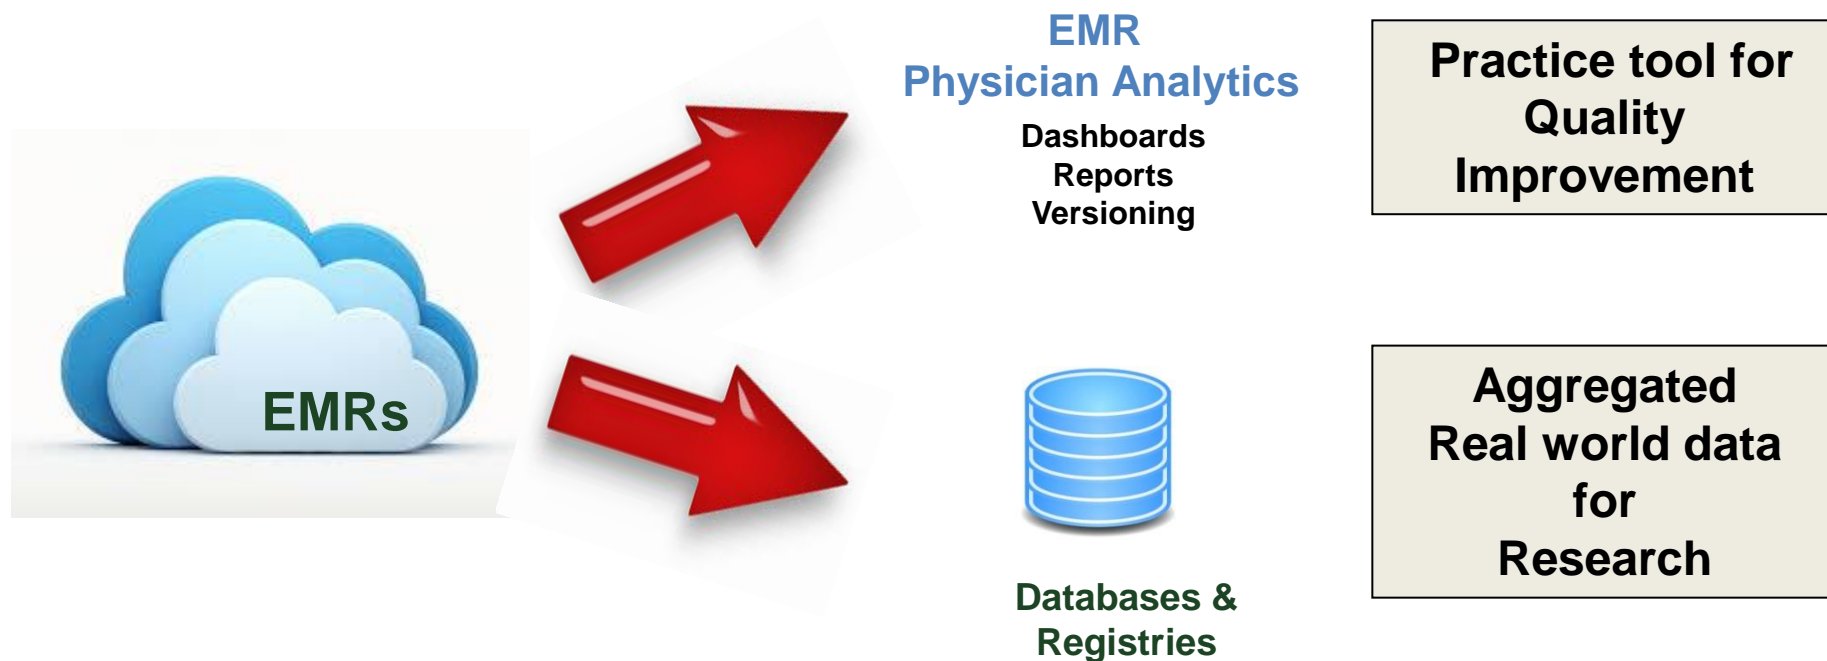 EMRs
EMR
Physician Analytics
Dashboards
Reports
Versioning
Practice tool for
Quality
Improvement
Databases &
Registries
Aggregated
Real world data
for
Research